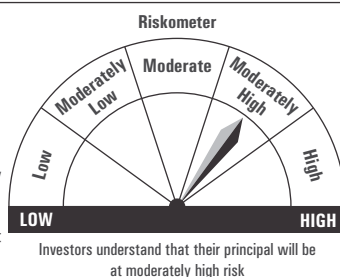 Riskometer
Low
Moderately
Low
Moderate
Moderately
High
High
LOW
HIGH
Investors understand that their principal will be
at moderately high risk